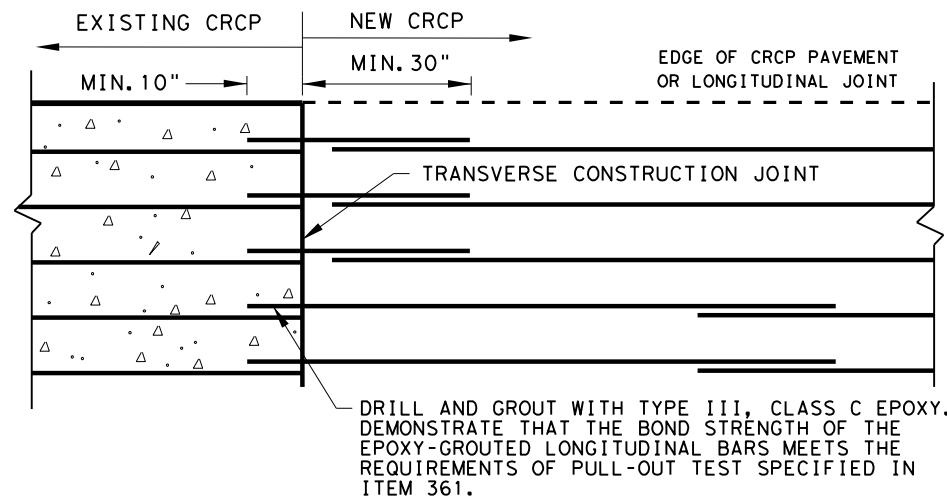 EXISTING CRCP
NEW CRCP
MIN. 10"
MIN. 30"
EDGE OF CRCP PAVEMENT
OR LONGITUDINAL JOINT
TRANSVERSE CONSTRUCTION JOINT
DRILL AND GROUT WITH TYPE III, CLASS C EPOXY.
DEMONSTRATE THAT THE BOND STRENGTH OF THE
EPOXY-GROUTED LONGITUDINAL BARS MEETS THE
REQUIREMENTS OF PULL-OUT TEST SPECIFIED IN
ITEM 361.